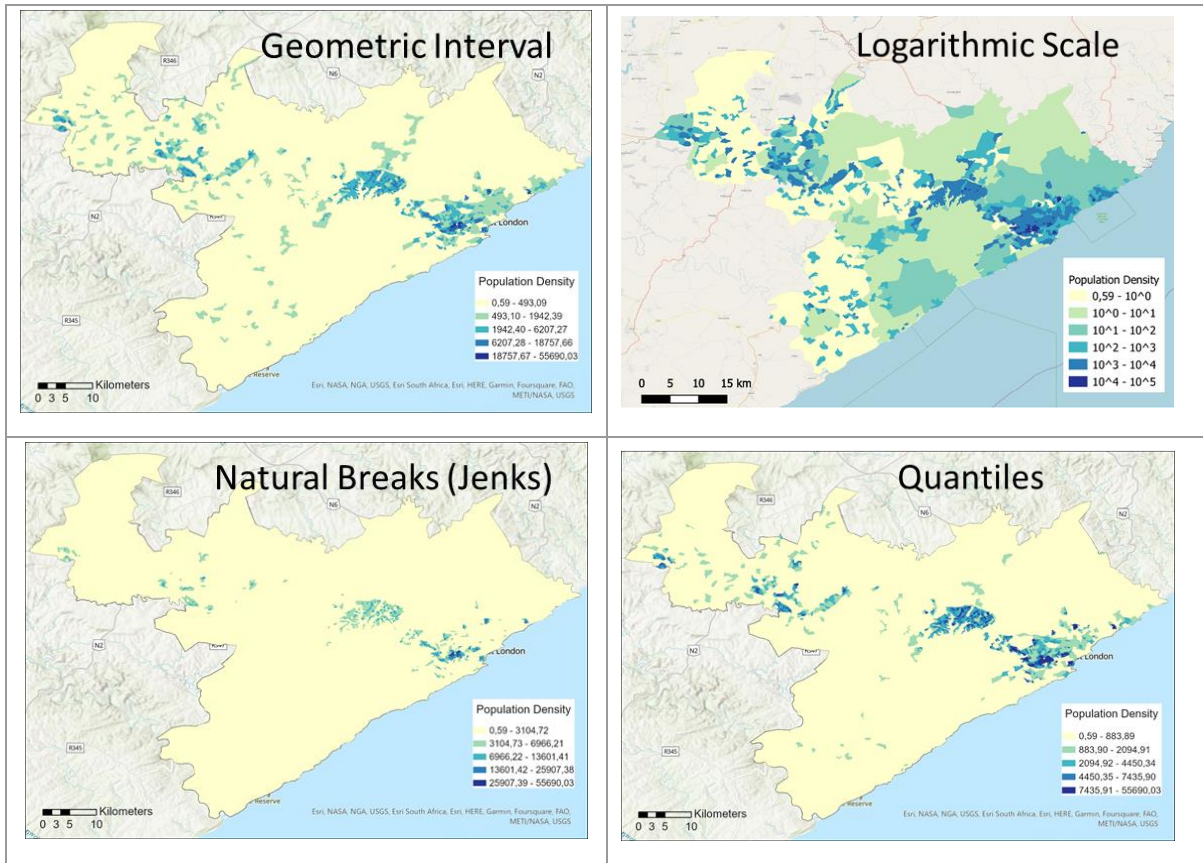 Geometric Interval
R346
N6
N2
N2
R347
London
R345
Reserve
Population Density
0,59 - 493,09
493,10 - 1942,39
1942,40 - 6207,27
6207,28 - 18757,66
18757,67 - 55690,03
Kilometers
0 3 5 10
Esri, NASA, NGA, USGS, Esri South Africa, Esri, HERE, Garmin, Foursquare, FAO,
METI/NASA, USGS
Logarithmic Scale
Population Density
0,59 - 10^0
10^0 - 10^1
10^1 - 10^2
10^2 - 10^3
10^3 - 10^4
10^4 - 10^5
0 5 10 15 km
Natural Breaks (Jenks)
R346
N6
N2
N2
London
R345
Reserve
Population Density
0,59 - 3104,72
3104,73 - 6966,21
6966,22 - 13601,41
13601,42 - 25907,38
25907,39 - 55690,03
Kilometers
0 3 5 10
Esri, NASA, NGA, USGS, Esri South Africa, Esri, HERE, Garmin, Foursquare, FAO,
METI/NASA, USGS
Quantiles
R346
N6
N2
N2
London
R345
Reserve
Population Density
0,59 - 883,89
883,90 - 2094,91
2094,92 - 4450,34
4450,35 - 7435,90
7435,91 - 55690,03
Kilometers
0 3 5 10
Esri, NASA, NGA, USGS, Esri South Africa, Esri, HERE, Garmin, Foursquare, FAO,
METI/NASA, USGS